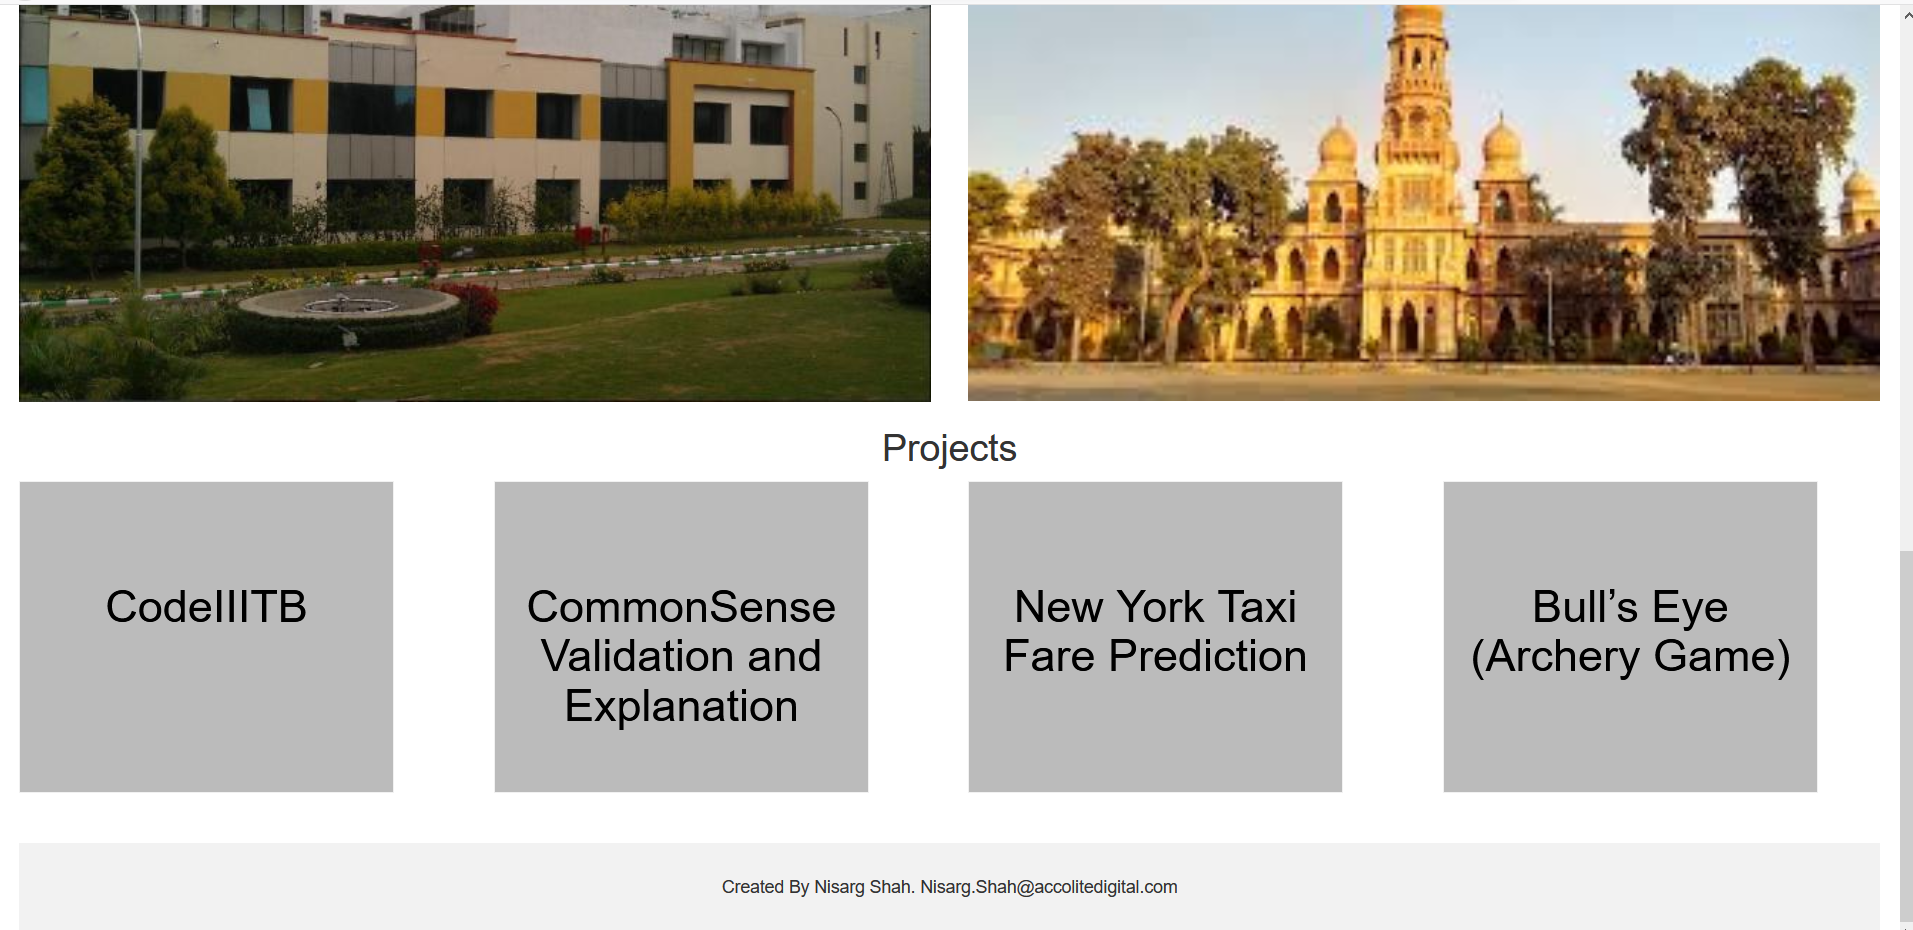 Projects
CodeIIITB
CommonSense
Validation and
Explanation
New York Taxi
Fare Prediction
Bull’s Eye
(Archery Game)
Created By Nisarg Shah. Nisarg.Shah@accolitedigital.com